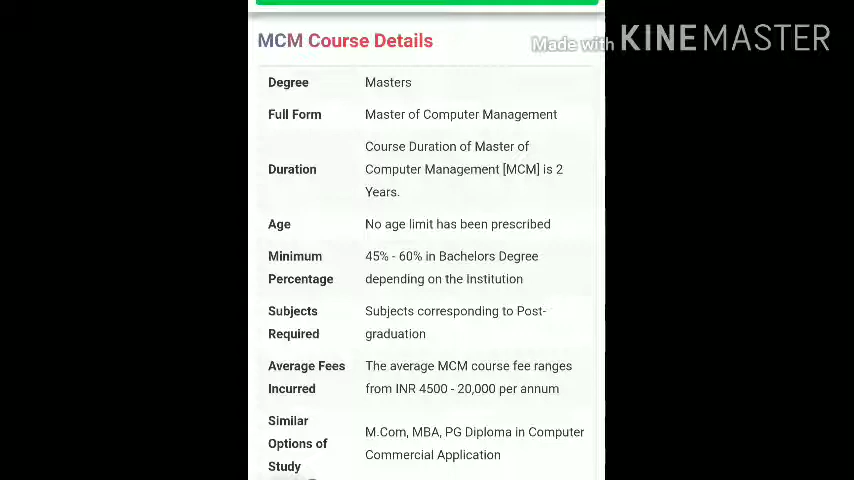 MCM Course Details
Made with KINEMASTER
Degree Masters
Full Form Master of Computer Management
Duration Course Duration of Master of
Computer Management [MCM] is 2
Years.
Age No age limit has been prescribed
Minimum 45% - 60% in Bachelors Degree
Percentage depending on the Institution
Subjects Subjects corresponding to Post-
Required graduation
Average Fees The average MCM course fee ranges
Incurred from INR 4500 - 20,000 per annum
Similar
Options of
Study
M.Com, MBA, PG Diploma in Computer
Commercial Application